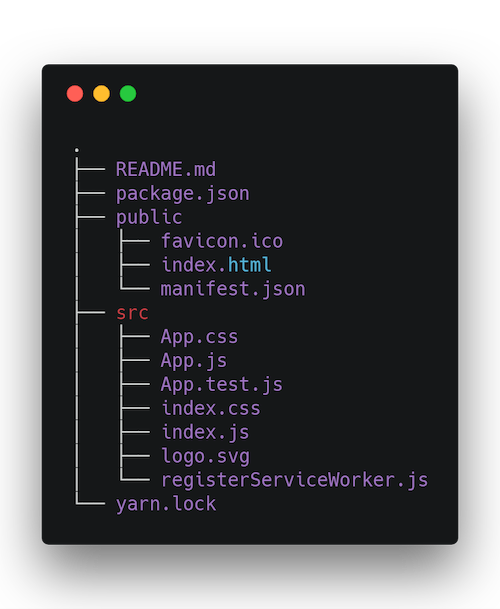 .
├── README.md
├── package.json
├── public
│   ├── favicon.ico
│   ├── index.html
│   └── manifest.json
├── src
│   ├── App.css
│   ├── App.js
│   ├── App.test.js
│   ├── index.css
│   ├── index.js
│   ├── logo.svg
│   └── registerServiceWorker.js
└── yarn.lock